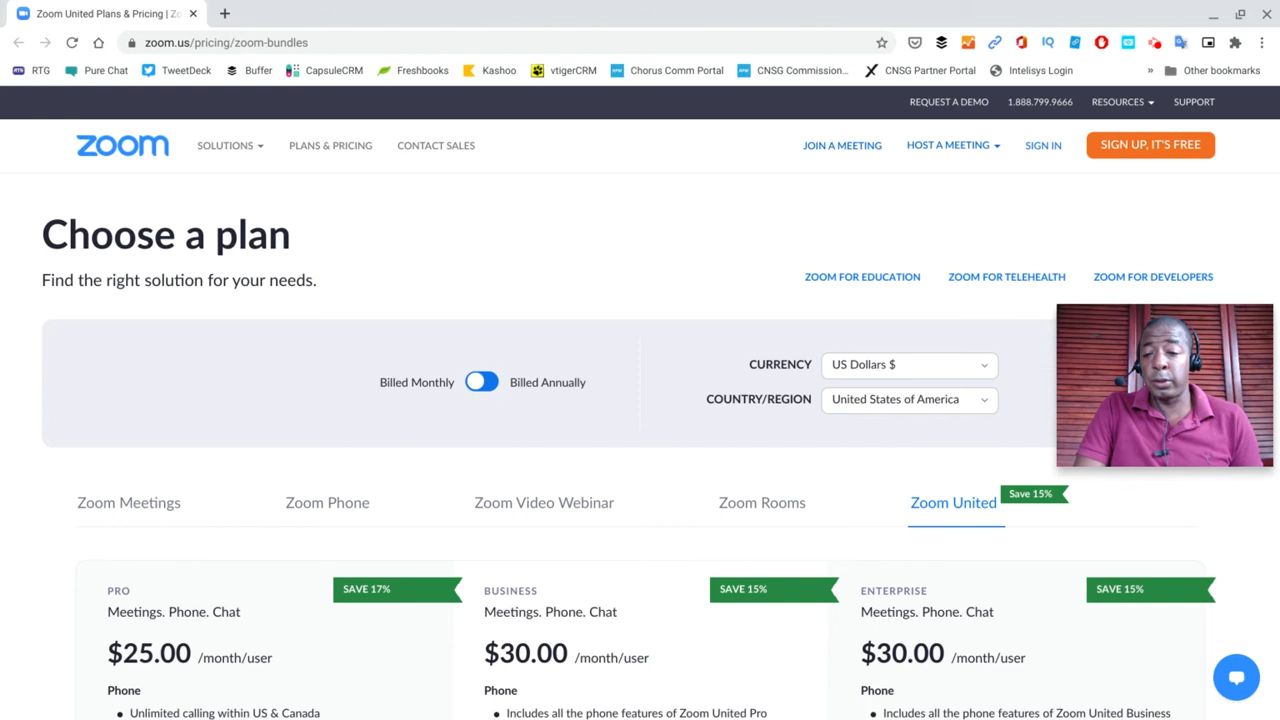 Zoom United Plans & Pricing | Zo
zoom.us/pricing/zoom-bundles
IQ
RTG Pure Chat TweetDeck Buffer CapsuleCRM Freshbooks Kashoo vtigerCRM Chorus Comm Portal CNSG Commission... CNSG Partner Portal Intelisys Login » Other bookmarks
REQUEST A DEMO 1.888.799.9666 RESOURCES SUPPORT
zoom SOLUTIONS PLANS & PRICING CONTACT SALES JOIN A MEETING HOST A MEETING SIGN IN SIGN UP, IT'S FREE
Choose a plan
Find the right solution for your needs.
ZOOM FOR EDUCATION ZOOM FOR TELEHEALTH ZOOM FOR DEVELOPERS
Billed Monthly Billed Annually
CURRENCY US Dollars $
COUNTRY/REGION United States of America
Zoom Meetings Zoom Phone Zoom Video Webinar Zoom Rooms Zoom United Save 15%
PRO SAVE 17%
Meetings. Phone. Chat
$25.00 /month/user
Phone
• Unlimited calling within US & Canada
BUSINESS SAVE 15%
Meetings. Phone. Chat
$30.00 /month/user
Phone
• Includes all the phone features of Zoom United Pro
ENTERPRISE SAVE 15%
Meetings. Phone. Chat
$30.00 /month/user
Phone
• Includes all the phone features of Zoom United Business